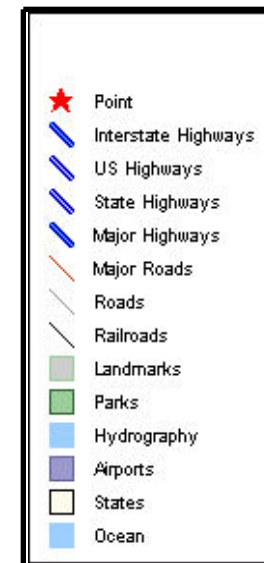 Point
Interstate Highways
US Highways
State Highways
Major Highways
Major Roads
Roads
Railroads
Landmarks
Parks
Hydrography
Airports
States
Ocean